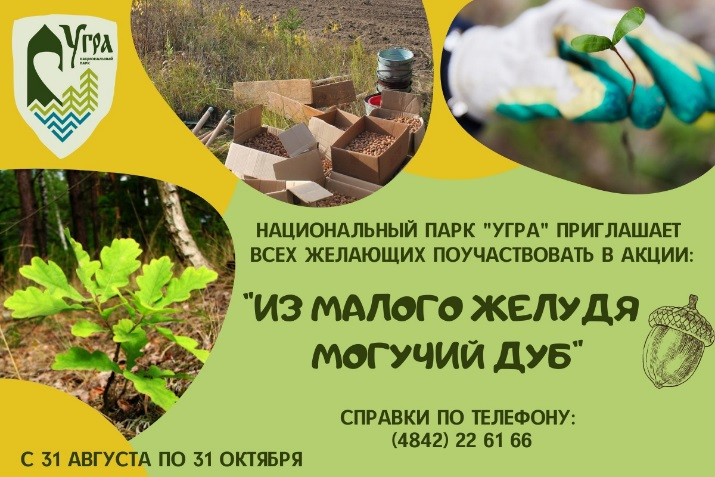 Угра
национальный
парк
НАЦИОНАЛЬНЫЙ ПАРК "УГРА" ПРИГЛАШАЕТ
ВСЕХ ЖЕЛАЮЩИХ ПОУЧАСТВОВАТЬ В АКЦИИ:
"ИЗ МАЛОГО ЖЕЛУДЯ
МОГУЧИЙ ДУБ"
СПРАВКИ ПО ТЕЛЕФОНУ:
(4842) 22 61 66
С 31 АВГУСТА ПО 31 ОКТЯБРЯ